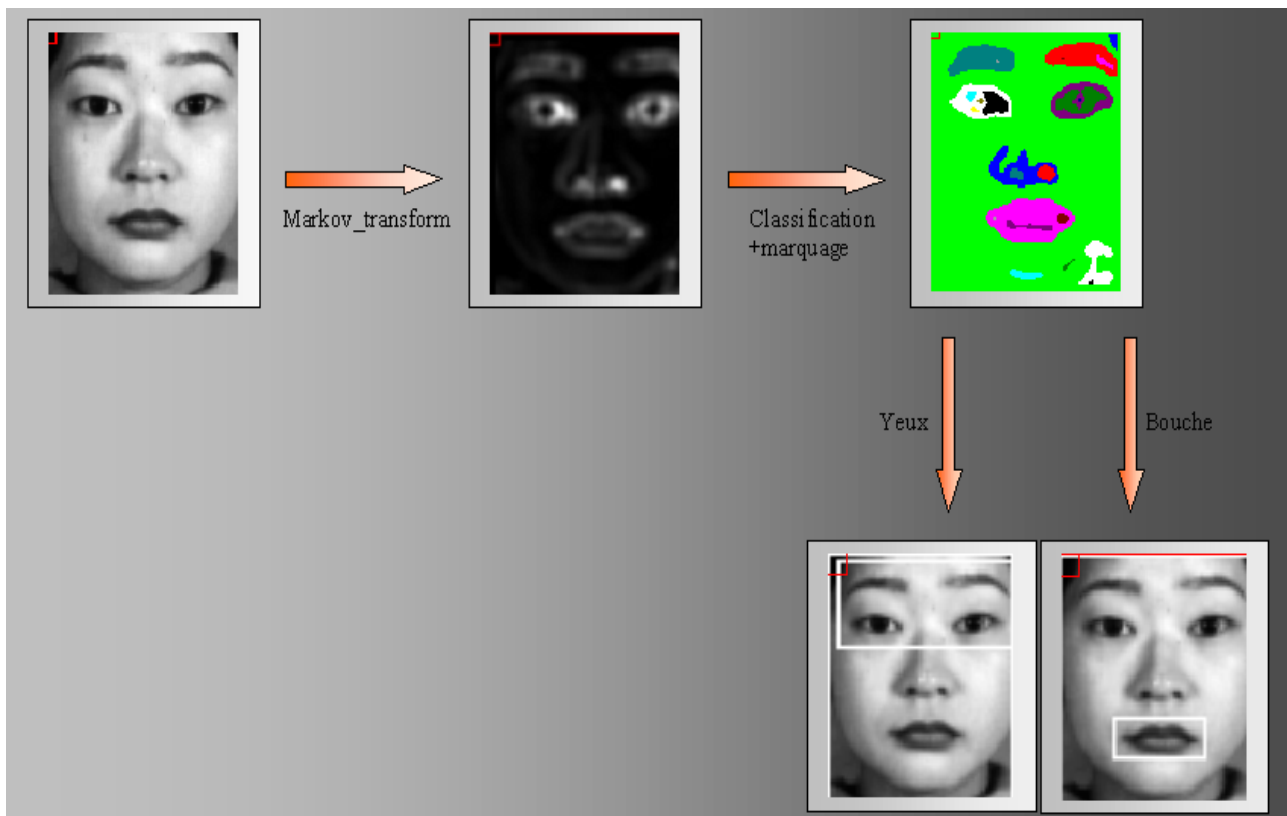 Markov_transform
Classification
+marquage
Yeux
Bouche